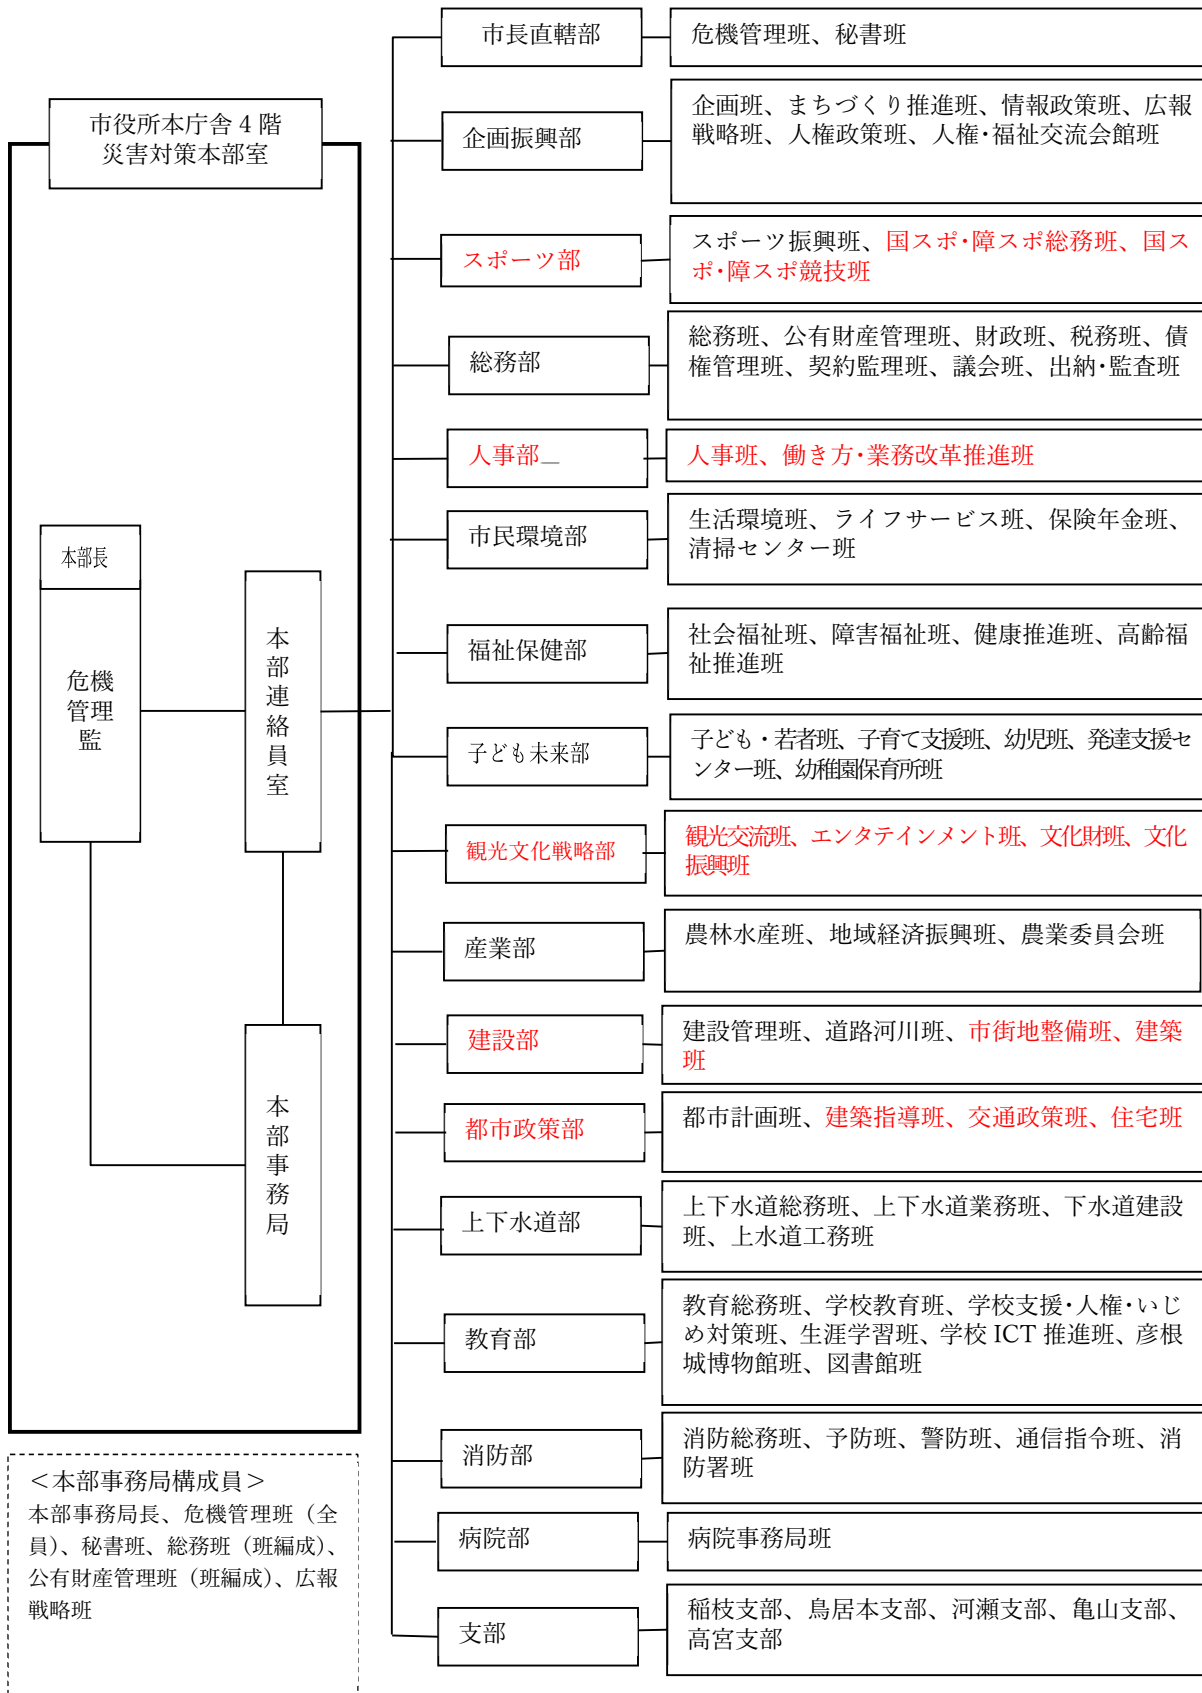 市役所本庁舎 4 階
災害対策本部室
本部長
危機
管理
監
本部連絡員室
本部事務局
＜本部事務局構成員＞
本部事務局長、危機管理班（全
員）、秘書班、総務班（班編成）、
公有財産管理班（班編成）、広報
戦略班
市長直轄部
危機管理班、秘書班
企画振興部
企画班、まちづくり推進班、情報政策班、広報
戦略班、人権政策班、人権・福祉交流会館班
スポーツ部
スポーツ振興班、国スポ・障スポ総務班、国ス
ポ・障スポ競技班
総務部
総務班、公有財産管理班、財政班、税務班、債
権管理班、契約監理班、議会班、出納・監査班
人事部_
人事班、働き方・業務改革推進班
市民環境部
生活環境班、ライフサービス班、保険年金班、
清掃センター班
福祉保健部
社会福祉班、障害福祉班、健康推進班、高齢福
祉推進班
子ども未来部
子ども・若者班、子育て支援班、幼児班、発達支援セ
ンター班、幼稚園保育所班
観光文化戦略部
観光交流班、エンタテインメント班、文化財班、文化
振興班
産業部
農林水産班、地域経済振興班、農業委員会班
建設部
建設管理班、道路河川班、市街地整備班、建築
班
都市政策部
都市計画班、建築指導班、交通政策班、住宅班
上下水道部
上下水道総務班、上下水道業務班、下水道建設
班、上水道工務班
教育部
教育総務班、学校教育班、学校支援・人権・いじ
め対策班、生涯学習班、学校 ICT 推進班、彦根
城博物館班、図書館班
消防部
消防総務班、予防班、警防班、通信指令班、消
防署班
病院部
病院事務局班
支部
稲枝支部、鳥居本支部、河瀬支部、亀山支部、
高宮支部